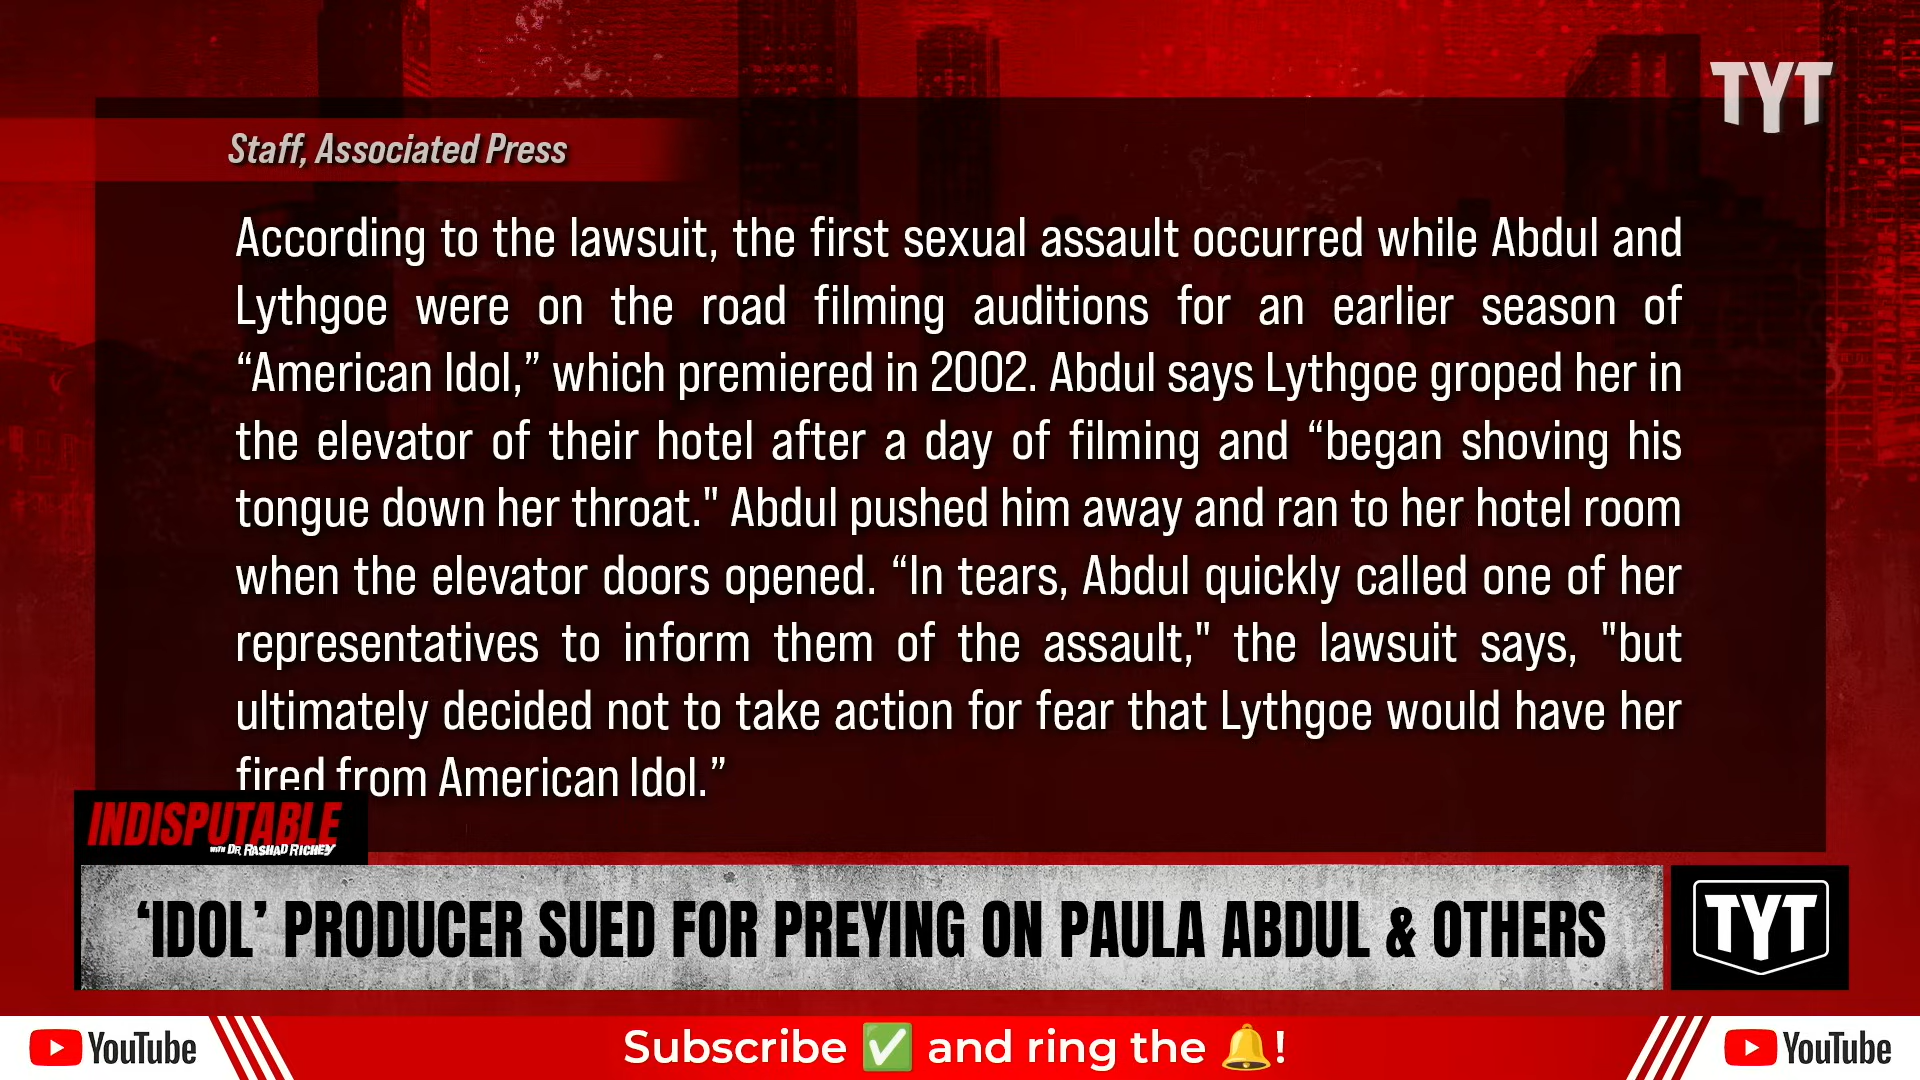 TYT
Staff, Associated Press
According to the lawsuit, the first sexual assault occurred while Abdul and
Lythgoe were on the road filming auditions for an earlier season of
“American Idol,” which premiered in 2002. Abdul says Lythgoe groped her in
the elevator of their hotel after a day of filming and “began shoving his
tongue down her throat." Abdul pushed him away and ran to her hotel room
when the elevator doors opened. “In tears, Abdul quickly called one of her
representatives to inform them of the assault," the lawsuit says, "but
ultimately decided not to take action for fear that Lythgoe would have her
fired from American Idol.”
INDISPUTABLE
WITH DR RASHAD RICHEY
‘IDOL’ PRODUCER SUED FOR PREYING ON PAULA ABDUL & OTHERS
TYT
YouTube
Subscribe ✅ and ring the 🔔!
YouTube